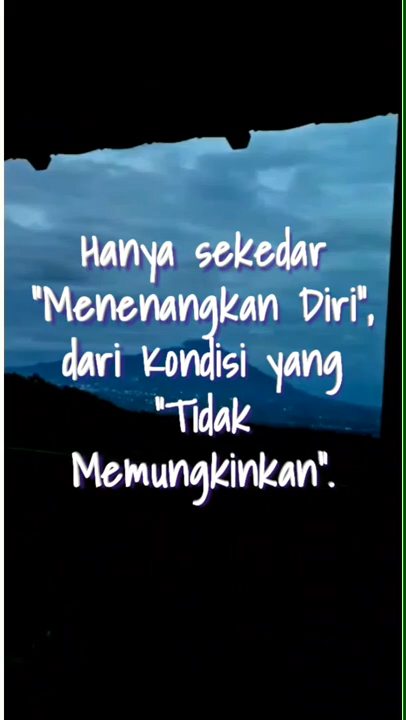 Hanya sekedar
"Menenangkan Diri",
dari Kondisi yang
"Tidak
Memungkinkan".